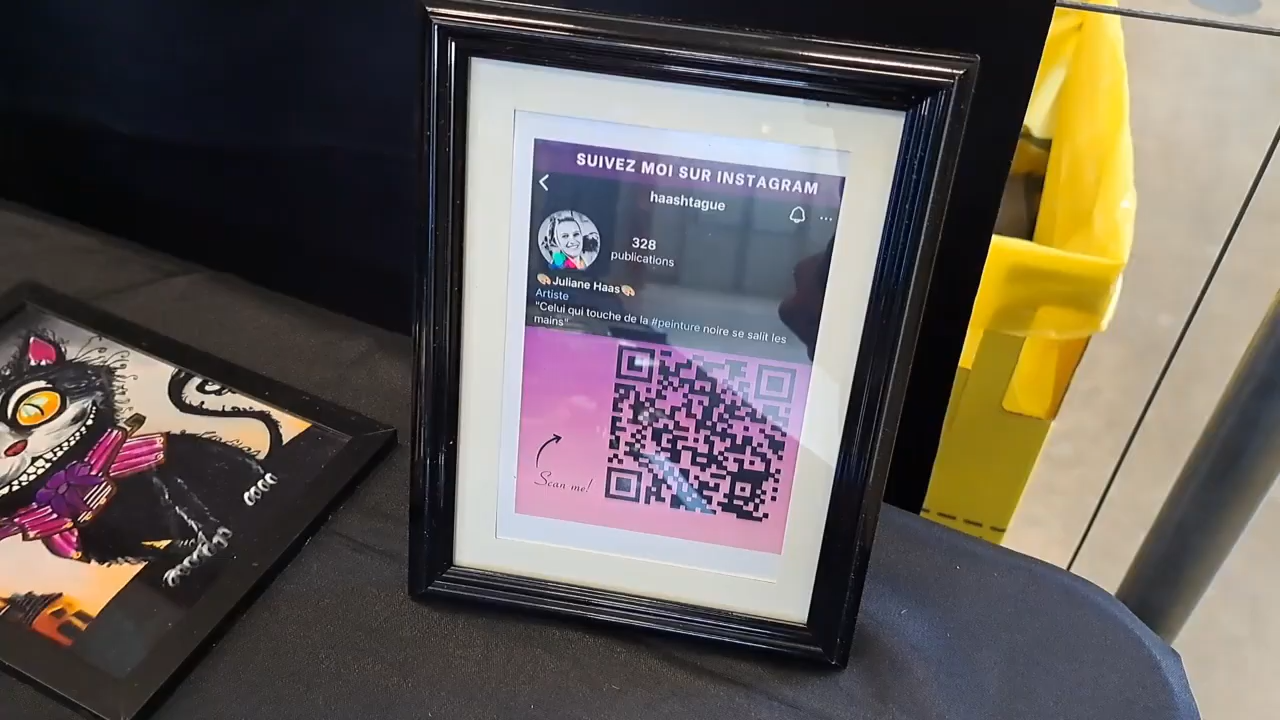 SUIVEZ MOI SUR INSTAGRAM
haashtague
328
publications
🎨Juliane Haas🎨
Artiste
"Celui qui touche de la #peinture noire se salit les
mains"
Scan me!